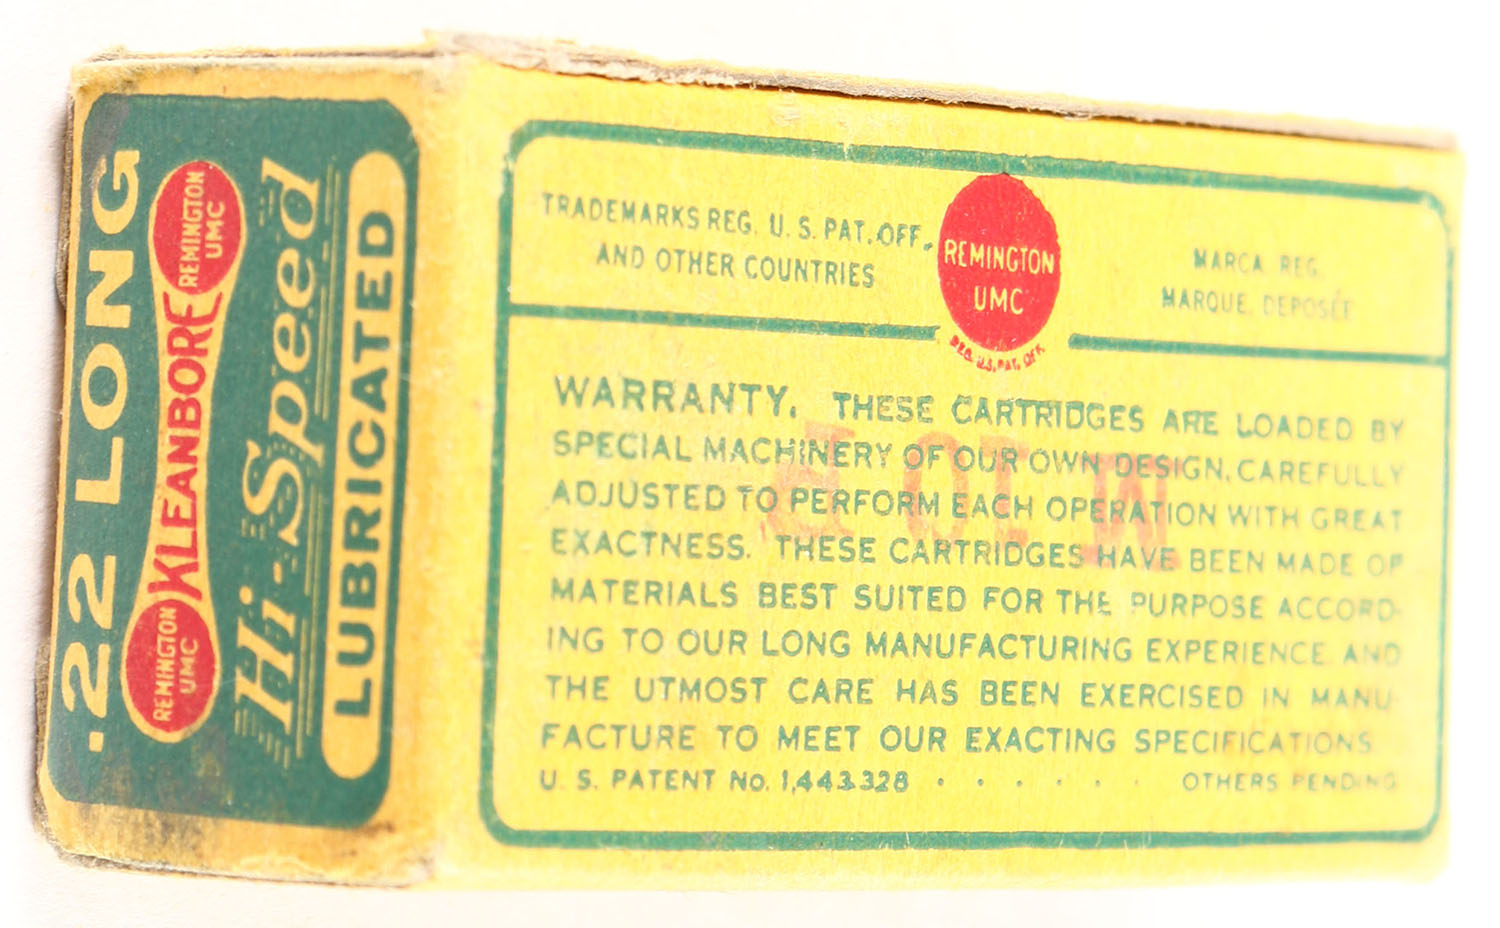 .22 LONG
REMINGTON
UMC
KLEANBORE
REMINGTON
UMC
Hi-Speed
LUBRICATED
TRADEMARKS REG. U. S. PAT. OFF.
AND OTHER COUNTRIES
REMINGTON
UMC
REG. U.S. PAT. OFF.
MARCA REG.
MARQUE DEPOSÉE
WARRANTY. THESE CARTRIDGES ARE LOADED BY
SPECIAL MACHINERY OF OUR OWN DESIGN, CAREFULLY
ADJUSTED TO PERFORM EACH OPERATION WITH GREAT
EXACTNESS. THESE CARTRIDGES HAVE BEEN MADE OF
MATERIALS BEST SUITED FOR THE PURPOSE ACCORD-
ING TO OUR LONG MANUFACTURING EXPERIENCE AND
THE UTMOST CARE HAS BEEN EXERCISED IN MANU-
FACTURE TO MEET OUR EXACTING SPECIFICATIONS
U. S. PATENT No. 1,443,328 . . . . . . OTHERS PENDING